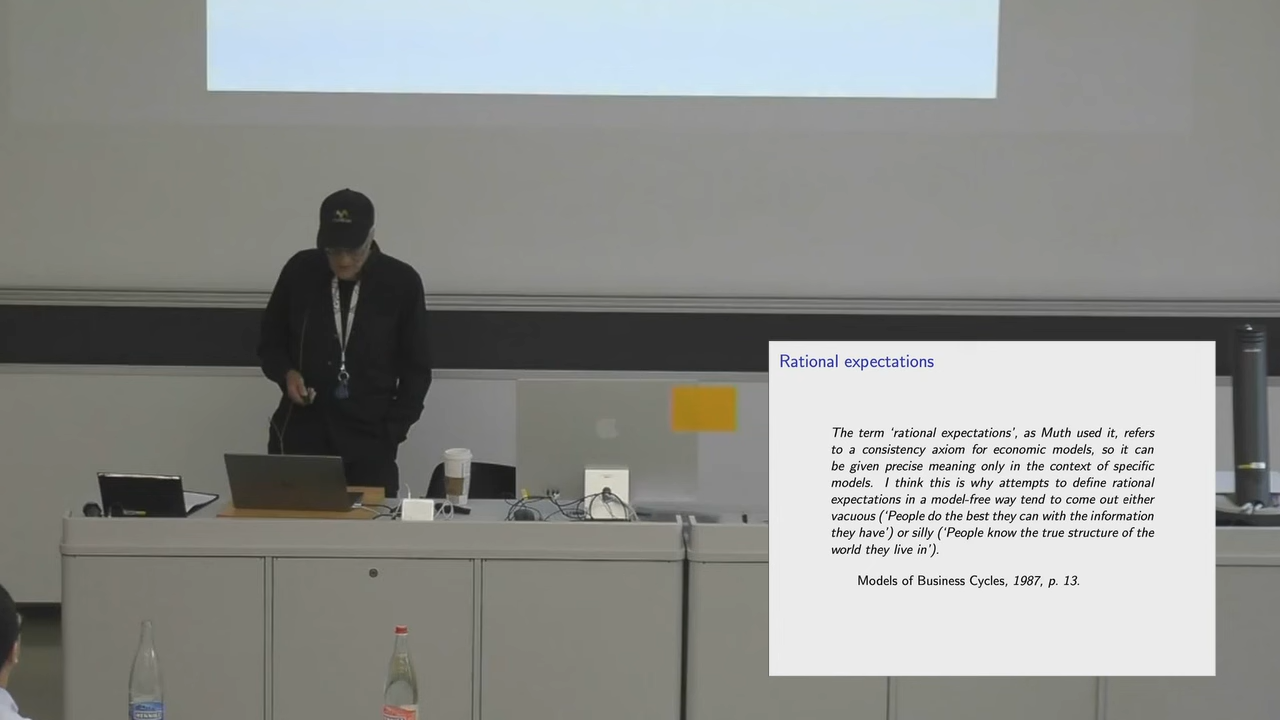 Rational expectations
The term ‘rational expectations’, as Muth used it, refers
to a consistency axiom for economic models, so it can
be given precise meaning only in the context of specific
models. I think this is why attempts to define rational
expectations in a model-free way tend to come out either
vacuous (‘People do the best they can with the information
they have’) or silly (‘People know the true structure of the
world they live in’).
Models of Business Cycles, 1987, p. 13.